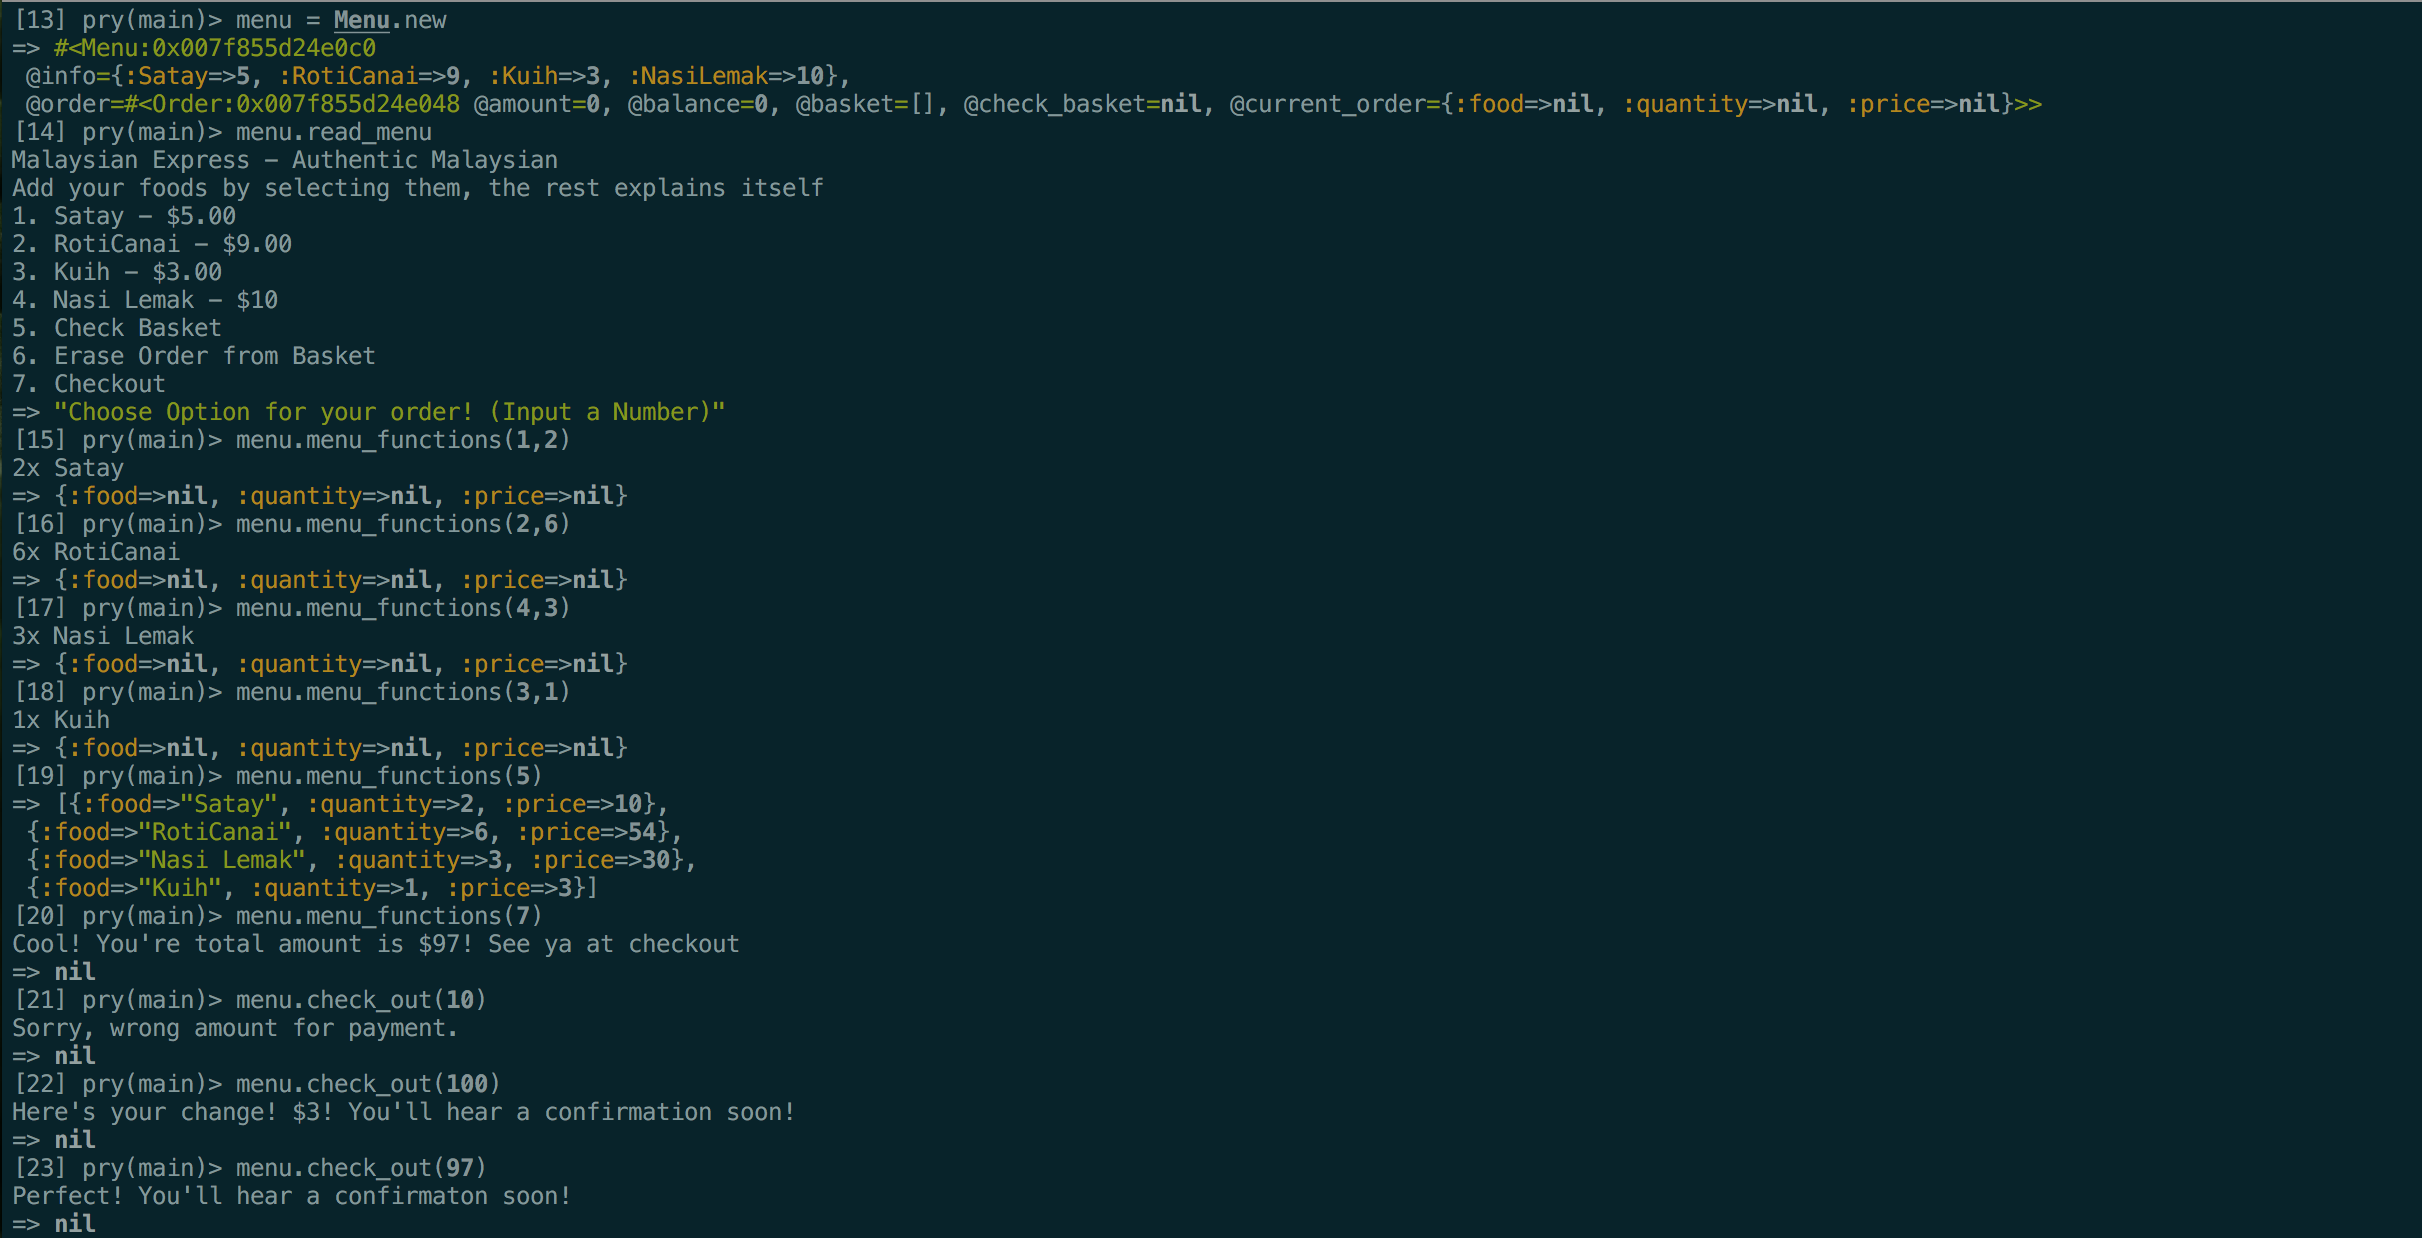 [13] pry(main)> menu = Menu.new
=> #<Menu:0x007f855d24e0c0
 @info={:Satay=>5, :RotiCanai=>9, :Kuih=>3, :NasiLemak=>10},
 @order=#<Order:0x007f855d24e048 @amount=0, @balance=0, @basket=[], @check_basket=nil, @current_order={:food=>nil, :quantity=>nil, :price=>nil}>>
[14] pry(main)> menu.read_menu
Malaysian Express – Authentic Malaysian
Add your foods by selecting them, the rest explains itself
1. Satay – $5.00
2. RotiCanai – $9.00
3. Kuih – $3.00
4. Nasi Lemak – $10
5. Check Basket
6. Erase Order from Basket
7. Checkout
=> "Choose Option for your order! (Input a Number)"
[15] pry(main)> menu.menu_functions(1,2)
2x Satay
=> {:food=>nil, :quantity=>nil, :price=>nil}
[16] pry(main)> menu.menu_functions(2,6)
6x RotiCanai
=> {:food=>nil, :quantity=>nil, :price=>nil}
[17] pry(main)> menu.menu_functions(4,3)
3x Nasi Lemak
=> {:food=>nil, :quantity=>nil, :price=>nil}
[18] pry(main)> menu.menu_functions(3,1)
1x Kuih
=> {:food=>nil, :quantity=>nil, :price=>nil}
[19] pry(main)> menu.menu_functions(5)
=> [{:food=>"Satay", :quantity=>2, :price=>10},
 {:food=>"RotiCanai", :quantity=>6, :price=>54},
 {:food=>"Nasi Lemak", :quantity=>3, :price=>30},
 {:food=>"Kuih", :quantity=>1, :price=>3}]
[20] pry(main)> menu.menu_functions(7)
Cool! You're total amount is $97! See ya at checkout
=> nil
[21] pry(main)> menu.check_out(10)
Sorry, wrong amount for payment.
=> nil
[22] pry(main)> menu.check_out(100)
Here's your change! $3! You'll hear a confirmation soon!
=> nil
[23] pry(main)> menu.check_out(97)
Perfect! You'll hear a confirmaton soon!
=> nil